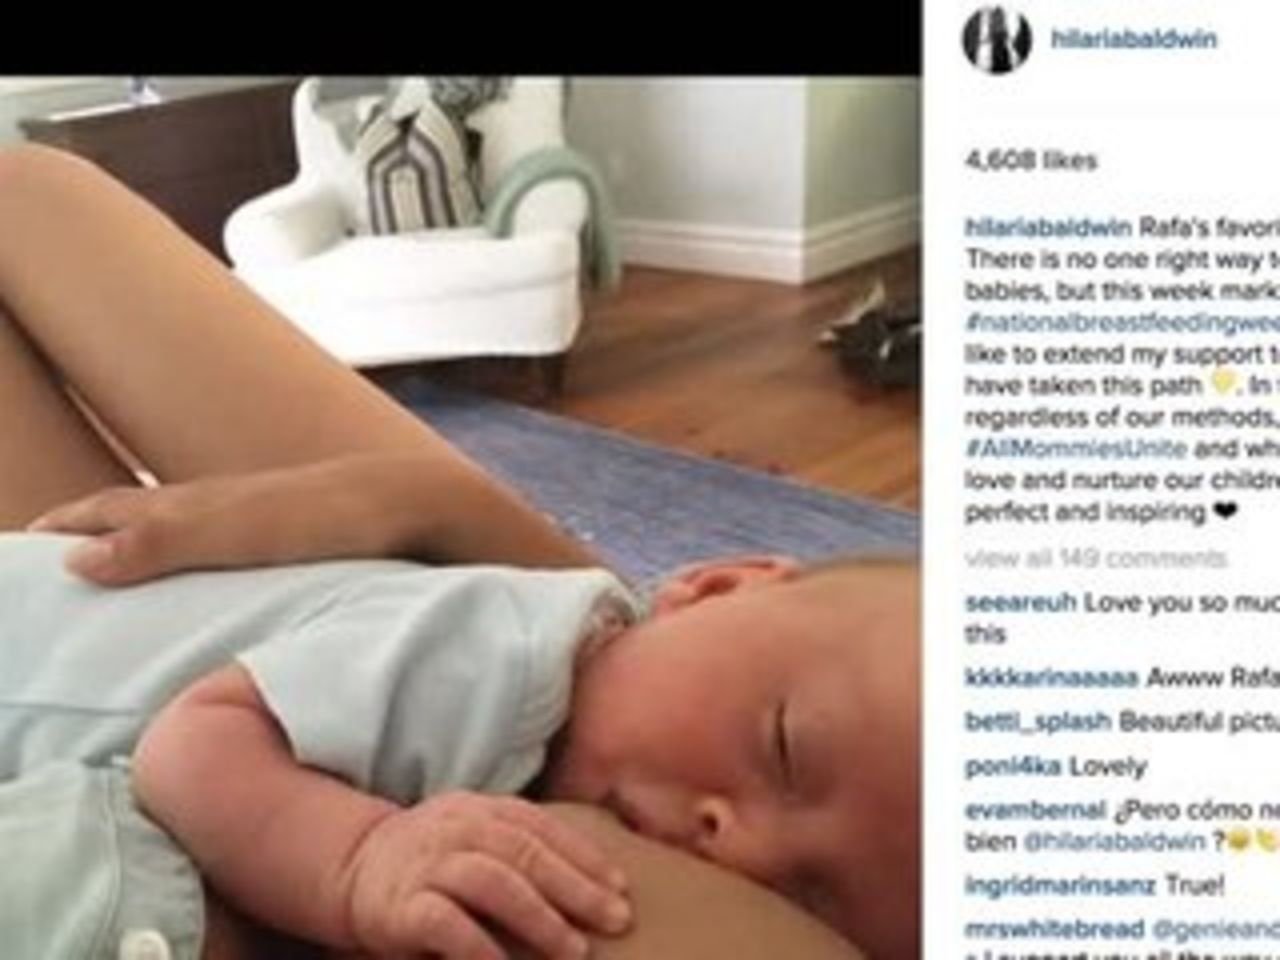 hilariabaldwin
4,608 likes
hilariabaldwin Rafa's favori
There is no one right way t
babies, but this week mark
#nationalbreastfeedingwee
like to extend my support t
have taken this path 💛. In
regardless of our methods,
#AllMommiesUnite and wh
love and nurture our childre
perfect and inspiring ❤
view all 149 comments
seeareuh Love you so muc
this
kkkkarinaaaaa Awww Rafa
betti_splash Beautiful pictu
poni4ka Lovely
evambernal ¿Pero cómo n
bien @hilariabaldwin ?
ingridmarinsanz True!
mrswhitebread @genieand